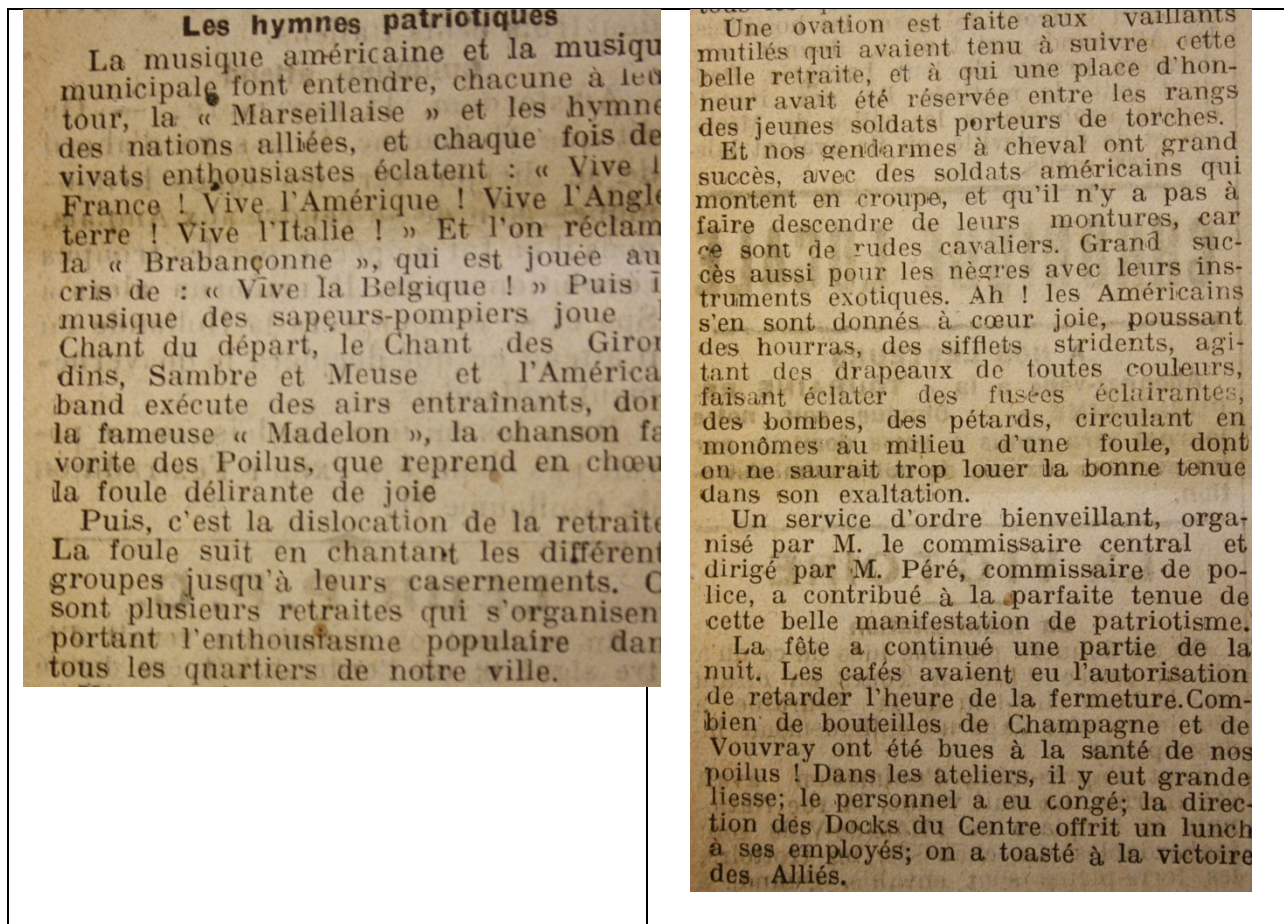 Les hymnes patriotiques
La musique américaine et la musiqu
municipale font entendre, chacune à leu
tour, la « Marseillaise » et les hymne
des nations alliées, et chaque fois de
vivats enthousiastes éclatent : « Vive l
France ! Vive l'Amérique ! Vive l'Angle
terre ! Vive l'Italie ! » Et l'on réclam
la « Brabançonne », qui est jouée au
cris de : « Vive la Belgique ! » Puis l
musique des sapeurs-pompiers joue l
Chant du départ, le Chant des Giron
dins, Sambre et Meuse et l'América
band exécute des airs entraînants, don
la fameuse « Madelon », la chanson fa
vorite des Poilus, que reprend en chœu
la foule délirante de joie
Puis, c'est la dislocation de la retraite
La foule suit en chantant les différent
groupes jusqu'à leurs casernements. C
sont plusieurs retraites qui s'organisen
portant l'enthousiasme populaire dan
tous les quartiers de notre ville.
Une ovation est faite aux vaillants
mutilés qui avaient tenu à suivre cette
belle retraite, et à qui une place d'hon-
neur avait été réservée entre les rangs
des jeunes soldats porteurs de torches.
Et nos gendarmes à cheval ont grand
succès, avec des soldats américains qui
montent en croupe, et qu'il n'y a pas à
faire descendre de leurs montures, car
ce sont de rudes cavaliers. Grand suc-
cès aussi pour les nègres avec leurs ins-
truments exotiques. Ah ! les Américains
s'en sont donnés à cœur joie, poussant
des hourras, des sifflets stridents, agi-
tant des drapeaux de toutes couleurs,
faisant éclater des fusées éclairantes,
des bombes, des pétards, circulant en
monômes au milieu d'une foule, dont
on ne saurait trop louer la bonne tenue
dans son exaltation.
Un service d'ordre bienveillant, orga-
nisé par M. le commissaire central et
dirigé par M. Péré, commissaire de po-
lice, a contribué à la parfaite tenue de
cette belle manifestation de patriotisme.
La fête a continué une partie de la
nuit. Les cafés avaient eu l'autorisation
de retarder l'heure de la fermeture.Com-
bien de bouteilles de Champagne et de
Vouvray ont été bues à la santé de nos
poilus ! Dans les ateliers, il y eut grande
liesse; le personnel a eu congé; la direc-
tion des Docks du Centre offrit un lunch
à ses employés; on a toasté à la victoire
des Alliés.